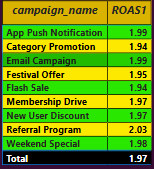 campaign_name ROAS1
App Push Notification 1.99
Category Promotion 1.94
Email Campaign 1.99
Festival Offer 1.95
Flash Sale 1.94
Membership Drive 1.97
New User Discount 1.97
Referral Program 2.03
Weekend Special 1.98
Total 1.97